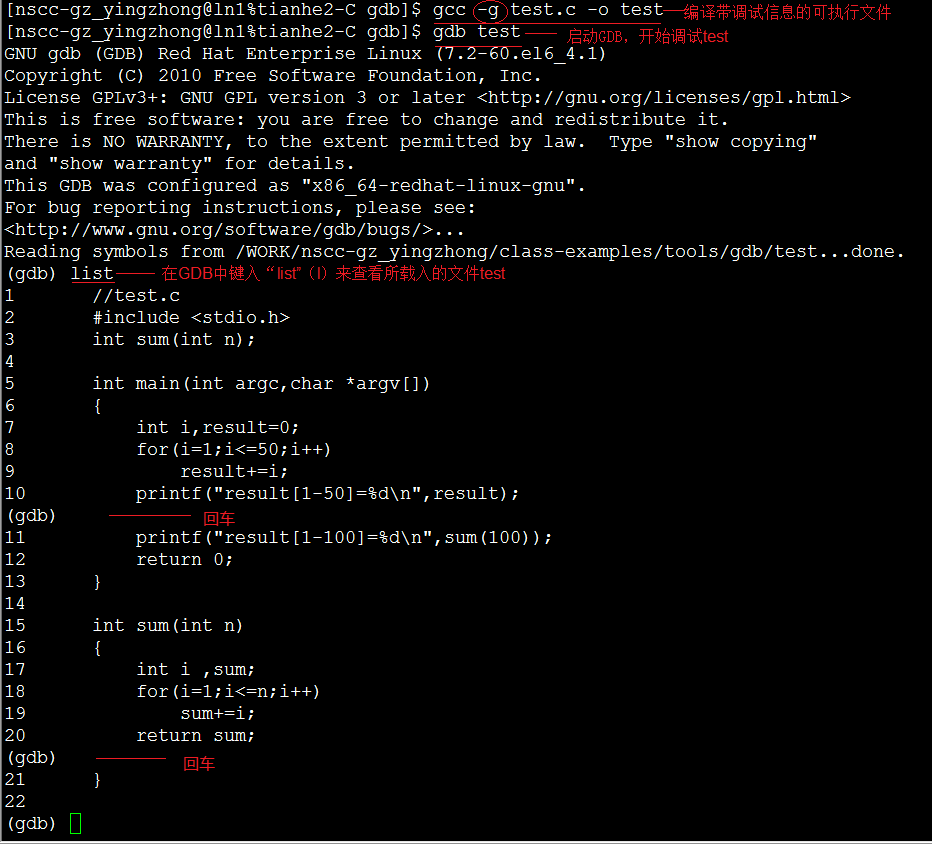 [nscc-gz_yingzhong@ln1%tianhe2-C gdb]$ gcc -g test.c -o test 编译带调试信息的可执行文件
[nscc-gz_yingzhong@ln1%tianhe2-C gdb]$ gdb test 启动GDB，开始调试test
GNU gdb (GDB) Red Hat Enterprise Linux (7.2-60.el6_4.1)
Copyright (C) 2010 Free Software Foundation, Inc.
License GPLv3+: GNU GPL version 3 or later <http://gnu.org/licenses/gpl.html>
This is free software: you are free to change and redistribute it.
There is NO WARRANTY, to the extent permitted by law.  Type "show copying"
and "show warranty" for details.
This GDB was configured as "x86_64-redhat-linux-gnu".
For bug reporting instructions, please see:
<http://www.gnu.org/software/gdb/bugs/>...
Reading symbols from /WORK/nscc-gz_yingzhong/class-examples/tools/gdb/test...done.
(gdb) list 在GDB中键入“list”（l）来查看所载入的文件test
1       //test.c
2       #include <stdio.h>
3       int sum(int n);
4
5       int main(int argc,char *argv[])
6       {
7           int i,result=0;
8           for(i=1;i<=50;i++)
9               result+=i;
10          printf("result[1-50]=%d\n",result);
(gdb) 回车
11          printf("result[1-100]=%d\n",sum(100));
12          return 0;
13      }
14
15      int sum(int n)
16      {
17          int i ,sum;
18          for(i=1;i<=n;i++)
19              sum+=i;
20          return sum;
(gdb) 回车
21      }
22
(gdb)